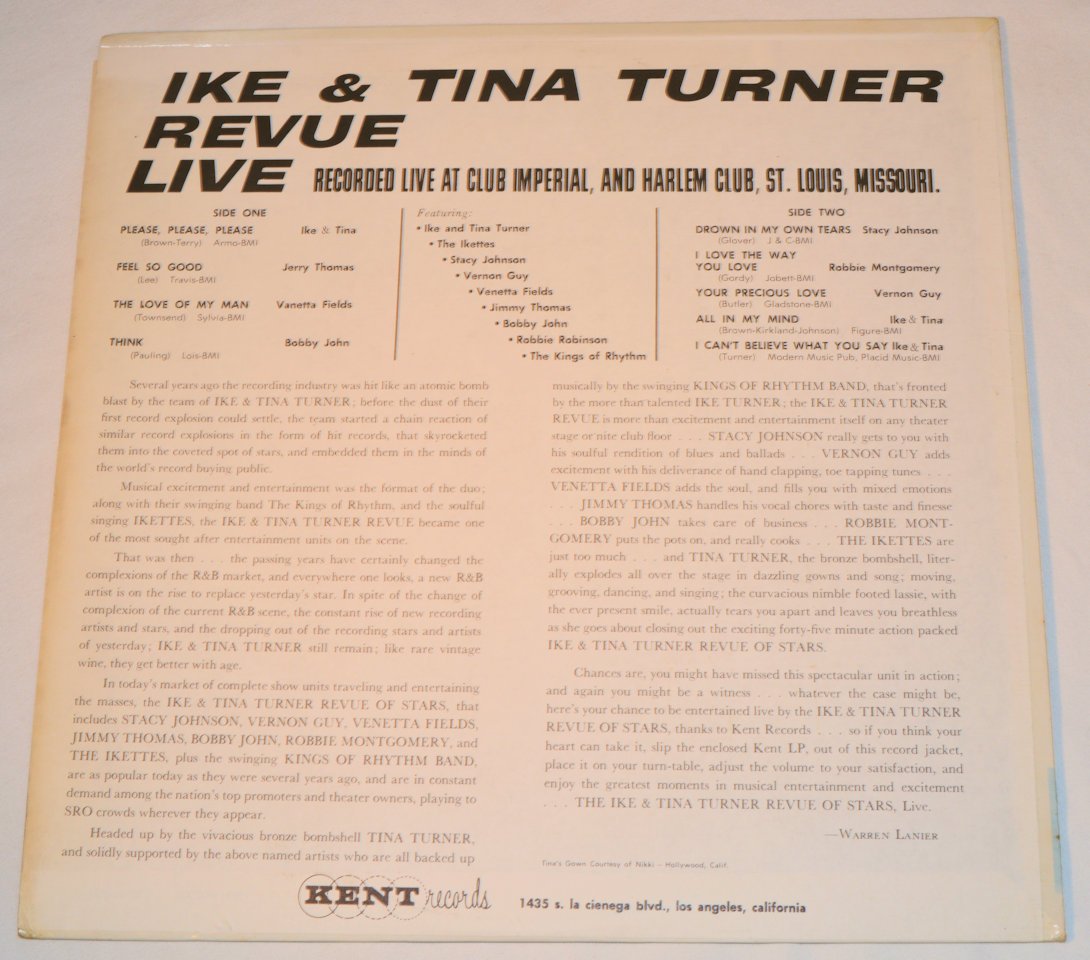 IKE & TINA TURNER
REVUE
LIVE RECORDED LIVE AT CLUB IMPERIAL, AND HARLEM CLUB, ST. LOUIS, MISSOURI.
SIDE ONE
PLEASE, PLEASE, PLEASE Ike & Tina
(Brown-Terry) Armo-BMI
FEEL SO GOOD Jerry Thomas
(Lee) Travis-BMI
THE LOVE OF MY MAN Vanetta Fields
(Townsend) Sylvia-BMI
THINK Bobby John
(Pauling) Lois-BMI
Featuring:
• Ike and Tina Turner
• The Ikettes
• Stacy Johnson
• Vernon Guy
• Venetta Fields
• Jimmy Thomas
• Bobby John
• Robbie Robinson
• The Kings of Rhythm
SIDE TWO
DROWN IN MY OWN TEARS Stacy Johnson
(Glover) J & C-BMI
I LOVE THE WAY
YOU LOVE Robbie Montgomery
(Gordy) Jobett-BMI
YOUR PRECIOUS LOVE Vernon Guy
(Butler) Gladstone-BMI
ALL IN MY MIND Ike & Tina
(Brown-Kirkland-Johnson) Figure-BMI
I CAN'T BELIEVE WHAT YOU SAY Ike & Tina
(Turner) Modern Music Pub, Placid Music-BMI
Several years ago the recording industry was hit like an atomic bomb
blast by the team of IKE & TINA TURNER; before the dust of their
first record explosion could settle, the team started a chain reaction of
similar record explosions in the form of hit records, that skyrocketed
them into the coveted spot of stars, and embedded them in the minds of
the world's record buying public.
Musical excitement and entertainment was the format of the duo;
along with their swinging band The Kings of Rhythm, and the soulful
singing IKETTES, the IKE & TINA TURNER REVUE became one
of the most sought after entertainment units on the scene.
That was then . . . the passing years have certainly changed the
complexions of the R&B market, and everywhere one looks, a new R&B
artist is on the rise to replace yesterday's star. In spite of the change of
complexion of the current R&B scene, the constant rise of new recording
artists and stars, and the dropping out of the recording stars and artists
of yesterday; IKE & TINA TURNER still remain; like rare vintage
wine, they get better with age.
In today's market of complete show units traveling and entertaining
the masses, the IKE & TINA TURNER REVUE OF STARS, that
includes STACY JOHNSON, VERNON GUY, VENETTA FIELDS,
JIMMY THOMAS, BOBBY JOHN, ROBBIE MONTGOMERY, and
THE IKETTES, plus the swinging KINGS OF RHYTHM BAND,
are as popular today as they were several years ago, and are in constant
demand among the nation's top promoters and theater owners, playing to
SRO crowds wherever they appear.
Headed up by the vivacious bronze bombshell TINA TURNER,
and solidly supported by the above named artists who are all backed up
musically by the swinging KINGS OF RHYTHM BAND, that's fronted
by the more than talented IKE TURNER; the IKE & TINA TURNER
REVUE is more than excitement and entertainment itself on any theater
stage or nite club floor . . . STACY JOHNSON really gets to you with
his soulful rendition of blues and ballads . . . VERNON GUY adds
excitement with his deliverance of hand clapping, toe tapping tunes . . .
VENETTA FIELDS adds the soul, and fills you with mixed emotions
. . . JIMMY THOMAS handles his vocal chores with taste and finesse
. . . BOBBY JOHN takes care of business . . . ROBBIE MONT-
GOMERY puts the pots on, and really cooks . . . THE IKETTES are
just too much . . . and TINA TURNER, the bronze bombshell, liter-
ally explodes all over the stage in dazzling gowns and song; moving,
grooving, dancing, and singing; the curvacious nimble footed lassie, with
the ever present smile, actually tears you apart and leaves you breathless
as she goes about closing out the exciting forty-five minute action packed
IKE & TINA TURNER REVUE OF STARS.
Chances are, you might have missed this spectacular unit in action;
and again you might be a witness . . . whatever the case might be,
here's your chance to be entertained live by the IKE & TINA TURNER
REVUE OF STARS, thanks to Kent Records . . . so if you think your
heart can take it, slip the enclosed Kent LP, out of this record jacket,
place it on your turn-table, adjust the volume to your satisfaction, and
enjoy the greatest moments in musical entertainment and excitement
. . . THE IKE & TINA TURNER REVUE OF STARS, Live.
—WARREN LANIER
Tina's Gown Courtesy of Nikki — Hollywood, Calif.
KENT records 1435 s. la cienega blvd., los angeles, california